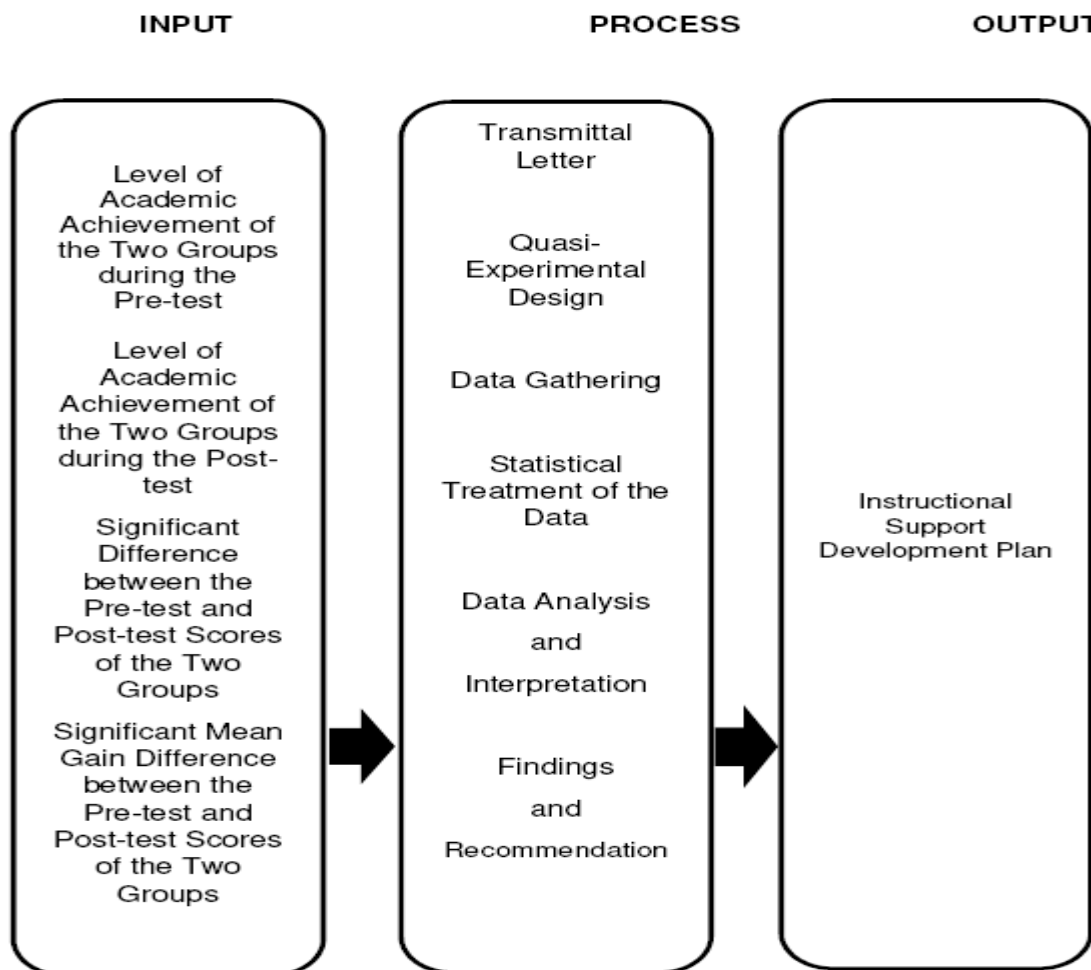 INPUT
PROCESS
OUTPUT
Level of
Academic
Achievement of
the Two Groups
during the
Pre-test
Level of
Academic
Achievement of
the Two Groups
during the Post-
test
Significant
Difference
between the
Pre-test and
Post-test Scores
of the Two
Groups
Significant Mean
Gain Difference
between the
Pre-test and
Post-test Scores
of the Two
Groups
Transmittal
Letter
Quasi-
Experimental
Design
Data Gathering
Statistical
Treatment of the
Data
Data Analysis
and
Interpretation
Findings
and
Recommendation
Instructional
Support
Development Plan